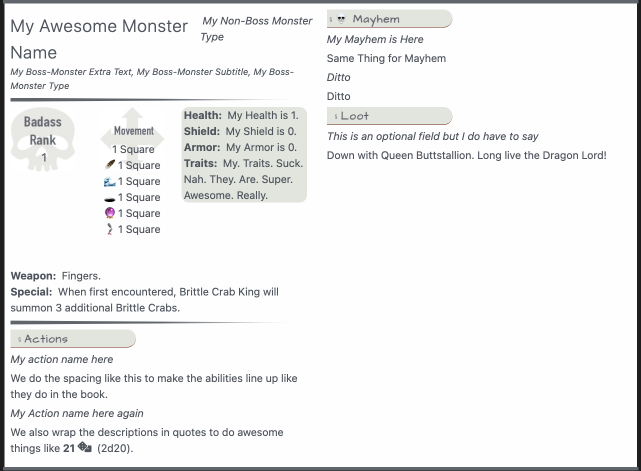 My Awesome Monster
Name
My Non-Boss Monster
Type
My Boss-Monster Extra Text, My Boss-Monster Subtitle, My Boss-
Monster Type
Badass
Rank
1
Movement
1 Square
1 Square
1 Square
1 Square
1 Square
1 Square
Health: My Health is 1.
Shield: My Shield is 0.
Armor: My Armor is 0.
Traits: My. Traits. Suck.
Nah. They. Are. Super.
Awesome. Really.
Weapon: Fingers.
Special: When first encountered, Brittle Crab King will
summon 3 additional Brittle Crabs.
Actions
My action name here
We do the spacing like this to make the abilities line up like
they do in the book.
My Action name here again
We also wrap the descriptions in quotes to do awesome
things like 21 (2d20).
Mayhem
My Mayhem is Here
Same Thing for Mayhem
Ditto
Ditto
Loot
This is an optional field but I do have to say
Down with Queen Buttstallion. Long live the Dragon Lord!